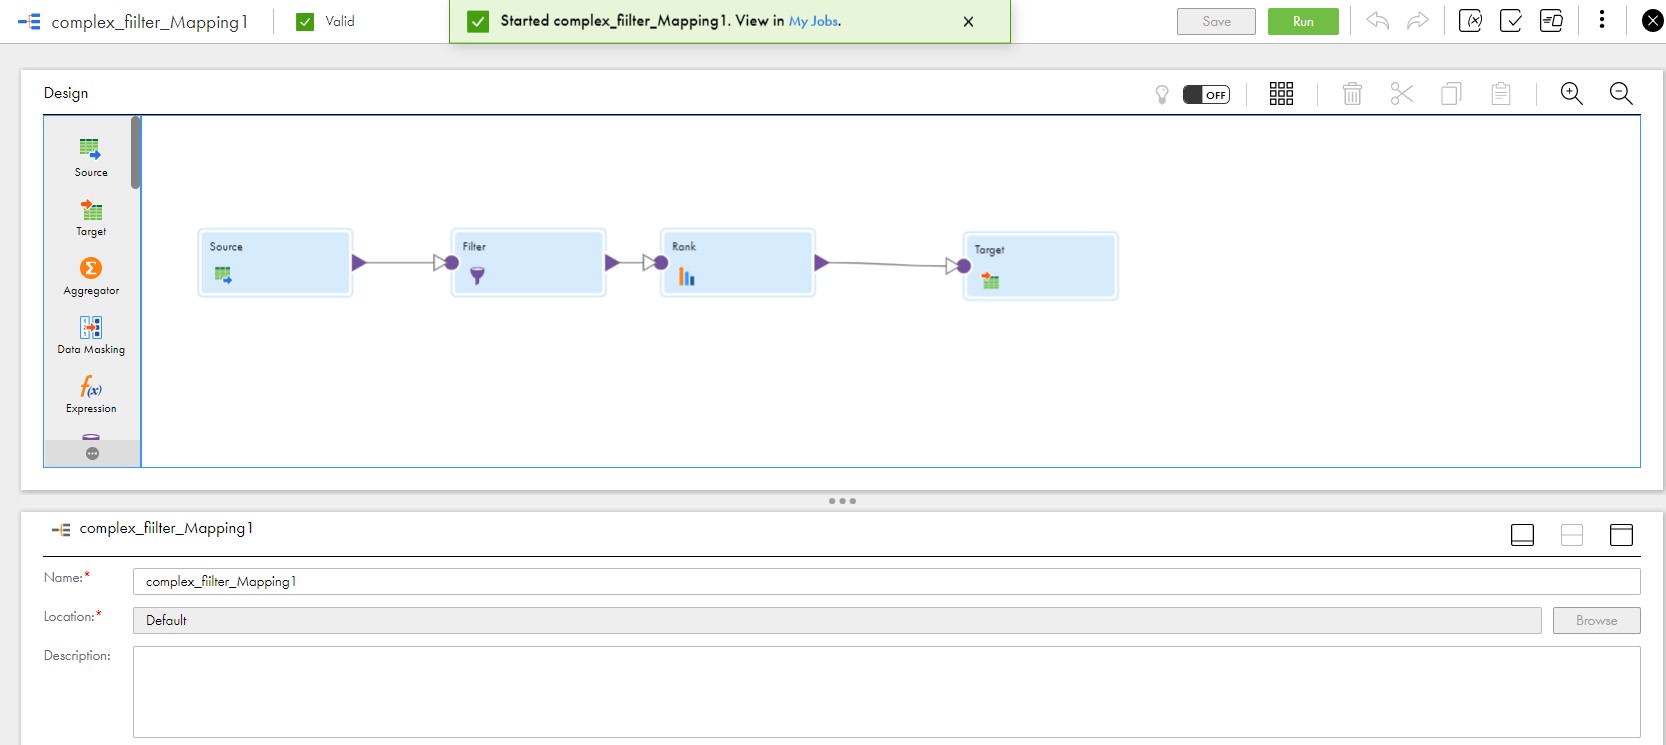 complex_fiilter_Mapping1
Valid
Started complex_fiilter_Mapping1. View in My Jobs.
Save
Run
Design
OFF
Source
Target
Aggregator
Data Masking
Expression
Source
Filter
Rank
Target
complex_fiilter_Mapping1
Name:*
complex_fiilter_Mapping1
Location:*
Default
Browse
Description: